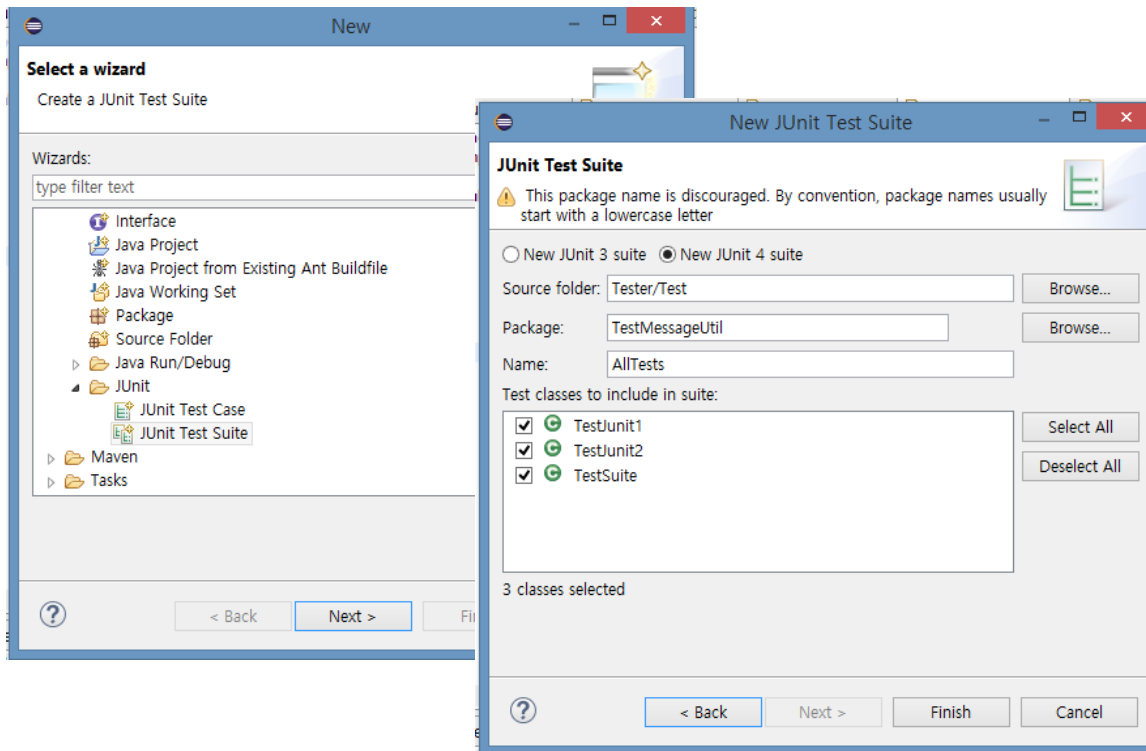 New
Select a wizard
Create a JUnit Test Suite
Wizards:
type filter text
Interface
Java Project
Java Project from Existing Ant Buildfile
Java Working Set
Package
Source Folder
Java Run/Debug
JUnit
JUnit Test Case
JUnit Test Suite
Maven
Tasks
< Back
Next >
New JUnit Test Suite
JUnit Test Suite
This package name is discouraged. By convention, package names usually
start with a lowercase letter
New JUnit 3 suite New JUnit 4 suite
Source folder: Tester/Test Browse...
Package: TestMessageUtil Browse...
Name: AllTests
Test classes to include in suite:
TestJunit1 Select All
TestJunit2
Deselect All
TestSuite
3 classes selected
< Back Next > Finish Cancel